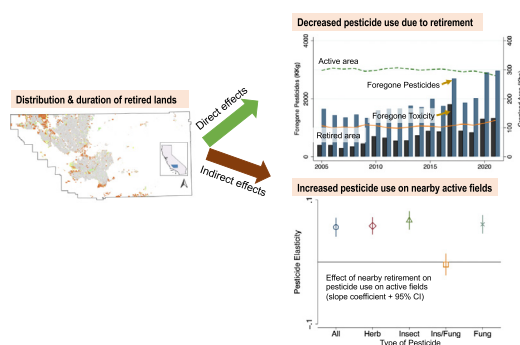 Distribution & duration of retired lands
Direct effects
Indirect effects
Decreased pesticide use due to retirement
Foregone Pesticides (KKg)
4000
2000
0
Active area
Foregone Pesticides
Foregone Toxicity
Retired area
400
300
200
100
0
2005
2010
2015
2020
Increased pesticide use on nearby active fields
Pesticide Elasticity
.1
-.1
Effect of nearby retirement on
pesticide use on active fields
(slope coefficient + 95% CI)
All Herb Insect Ins/Fung Fung
Type of Pesticide